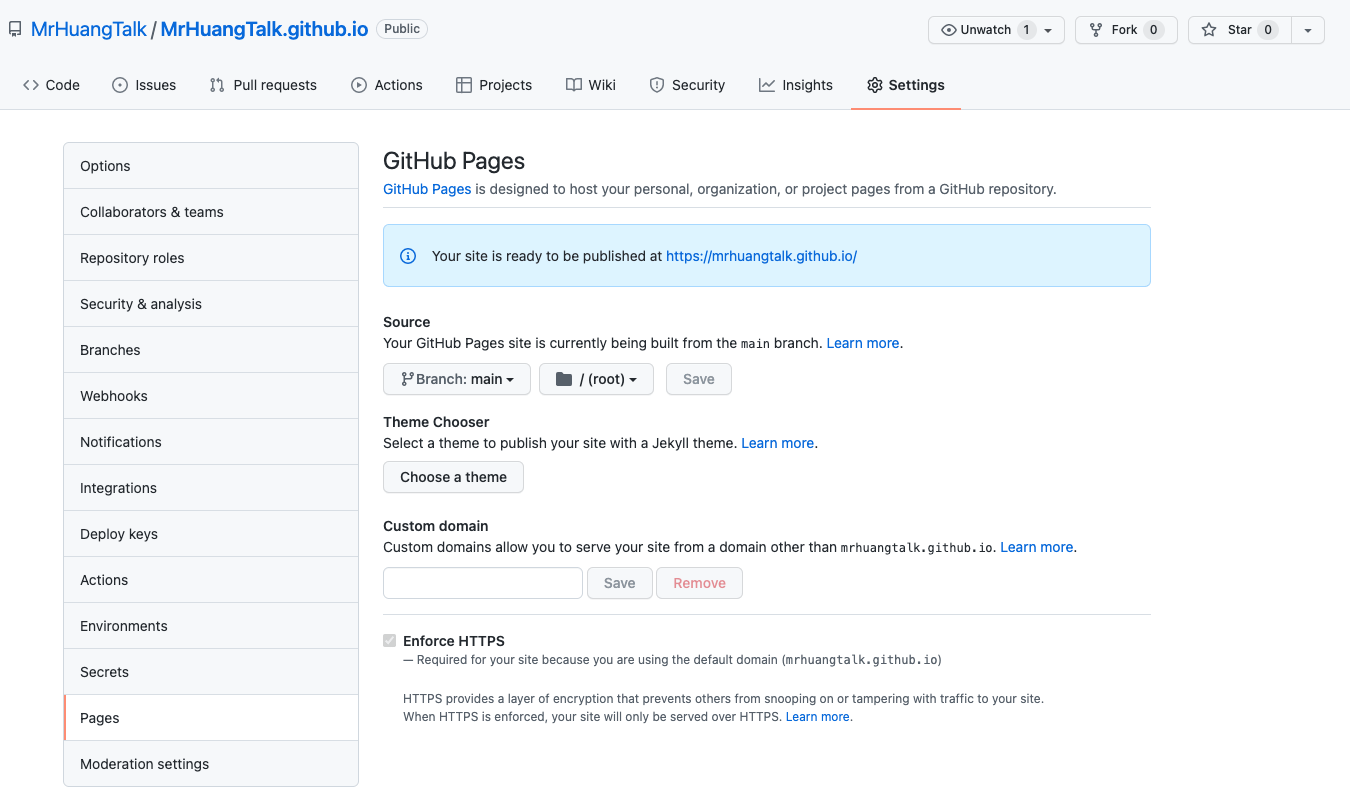 MrHuangTalk / MrHuangTalk.github.io Public
Unwatch 1 Fork 0 Star 0
Code Issues Pull requests Actions Projects Wiki Security Insights Settings
Options
Collaborators & teams
Repository roles
Security & analysis
Branches
Webhooks
Notifications
Integrations
Deploy keys
Actions
Environments
Secrets
Pages
Moderation settings
GitHub Pages
GitHub Pages is designed to host your personal, organization, or project pages from a GitHub repository.
Your site is ready to be published at https://mrhuangtalk.github.io/
Source
Your GitHub Pages site is currently being built from the main branch. Learn more.
Branch: main / (root) Save
Theme Chooser
Select a theme to publish your site with a Jekyll theme. Learn more.
Choose a theme
Custom domain
Custom domains allow you to serve your site from a domain other than mrhuangtalk.github.io. Learn more.
Save Remove
Enforce HTTPS
— Required for your site because you are using the default domain (mrhuangtalk.github.io)
HTTPS provides a layer of encryption that prevents others from snooping on or tampering with traffic to your site.
When HTTPS is enforced, your site will only be served over HTTPS. Learn more.